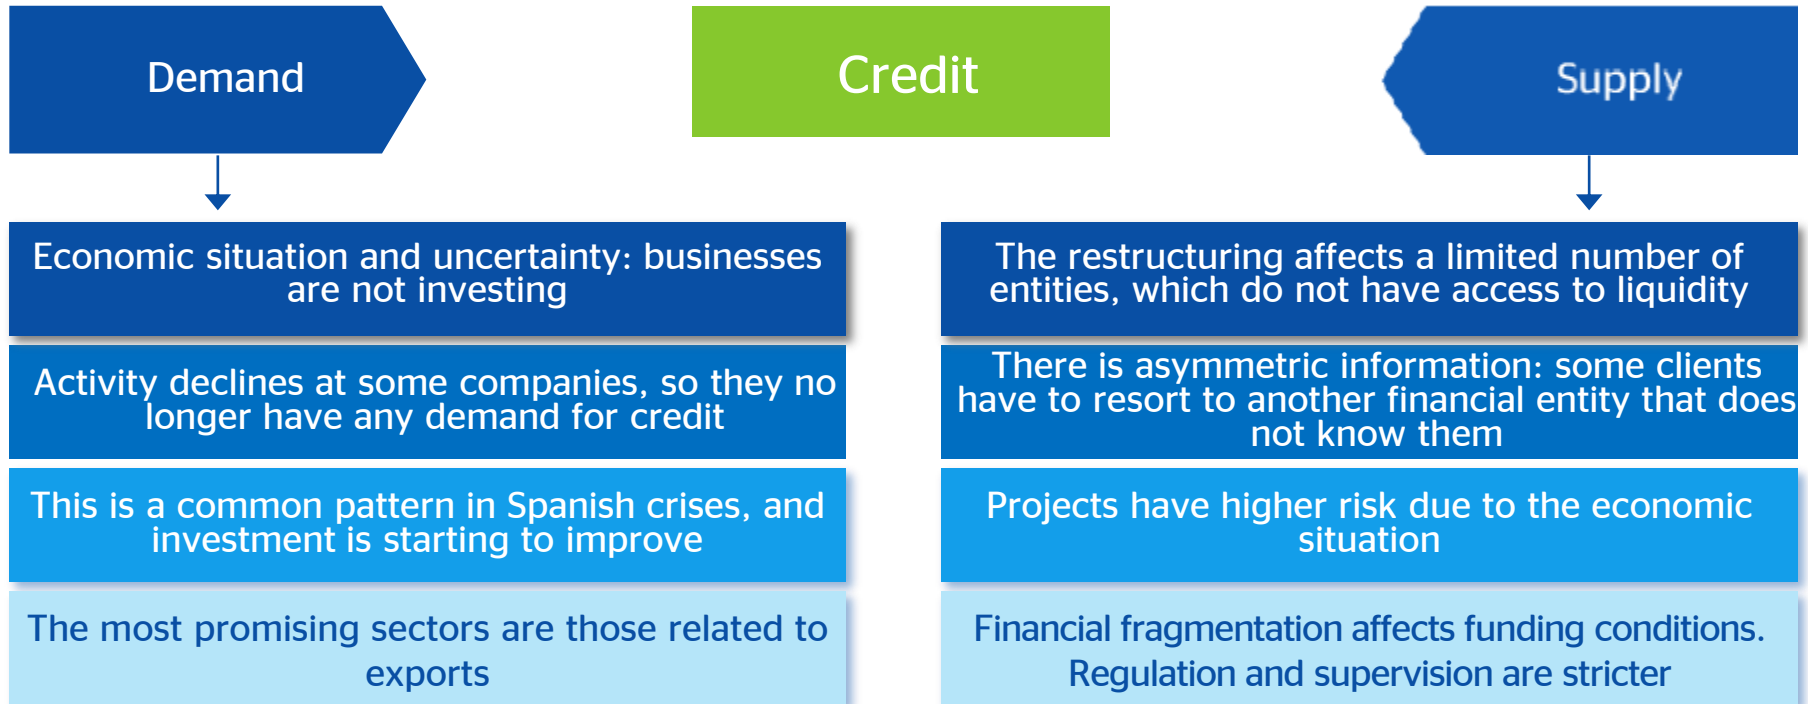 Demand
Credit
Supply
Economic situation and uncertainty: businesses
are not investing
Activity declines at some companies, so they no
longer have any demand for credit
This is a common pattern in Spanish crises, and
investment is starting to improve
The most promising sectors are those related to
exports
The restructuring affects a limited number of
entities, which do not have access to liquidity
There is asymmetric information: some clients
have to resort to another financial entity that does
not know them
Projects have higher risk due to the economic
situation
Financial fragmentation affects funding conditions.
Regulation and supervision are stricter